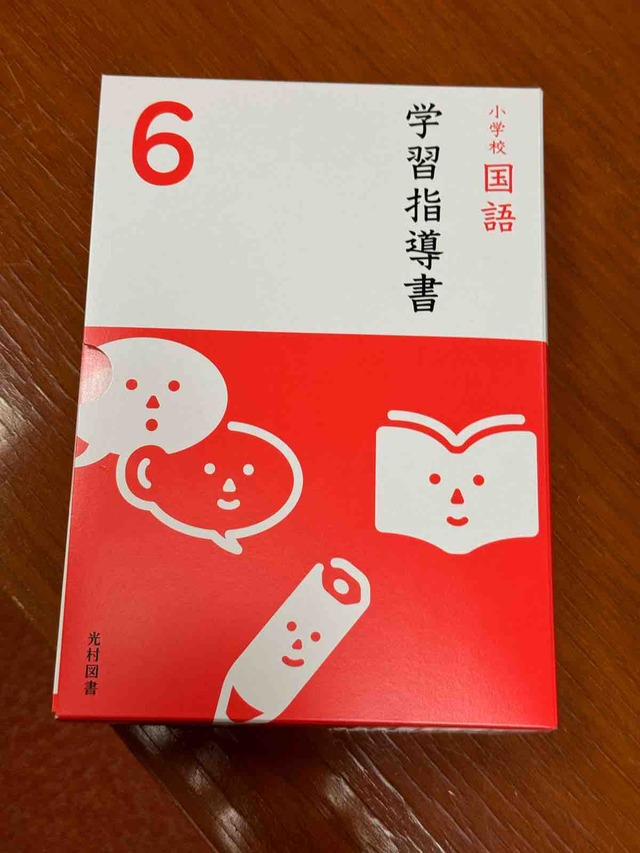 小学校 国語
学習指導書
6
光村図書